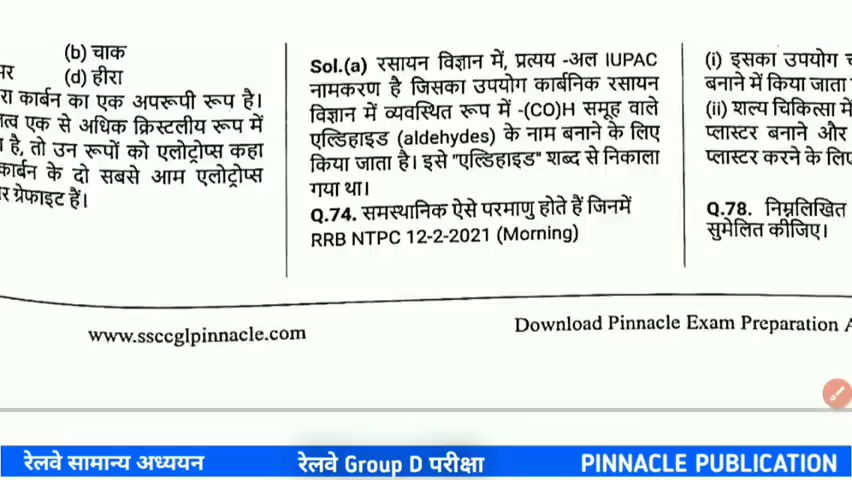 (b) चाक
(d) हीरा
कार्बन का एक अपरूपी रूप है।
एक से अधिक क्रिस्टलीय रूप में
है, तो उन रूपों को एलोट्रोप्स कहा
के दो सबसे आम एलोट्रोप्स
ग्रेफाइट हैं।
Sol.(a) रसायन विज्ञान में, प्रत्यय -अल IUPAC
नामकरण है जिसका उपयोग कार्बनिक रसायन
विज्ञान में व्यवस्थित रूप में -(CO)H समूह वाले
एल्डिहाइड (aldehydes) के नाम बनाने के लिए
किया जाता है। इसे "एल्डिहाइड" शब्द से निकाला
गया था।
Q.74. समस्थानिक ऐसे परमाणु होते हैं जिनमें
RRB NTPC 12-2-2021 (Morning)
(i) इसका उपयोग
बनाने में किया जाता
(ii) शल्य चिकित्सा में
प्लास्टर बनाने और
प्लास्टर करने के लिए
Q.78. निम्नलिखित
सुमेलित कीजिए।
www.ssccglpinnacle.com
Download Pinnacle Exam Preparation
रेलवे सामान्य अध्ययन
रेलवे Group D परीक्षा
PINNACLE PUBLICATION